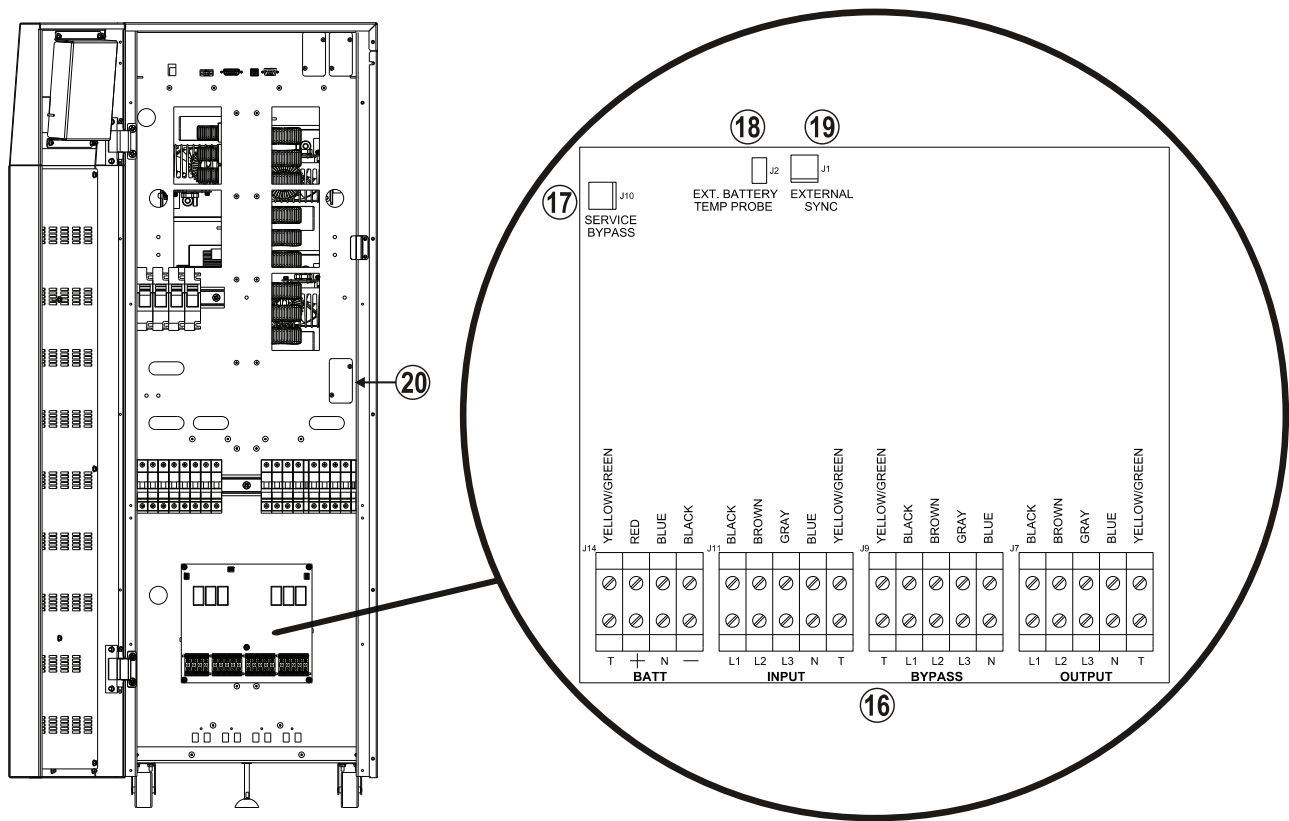 18
19
J2
J1
EXT. BATTERY
TEMP PROBE
EXTERNAL
SYNC
17
J10
SERVICE
BYPASS
20
YELLOW/GREEN
RED
BLUE
BLACK
BLACK
BROWN
GRAY
BLUE
YELLOW/GREEN
YELLOW/GREEN
BLACK
BROWN
GRAY
BLUE
BLACK
BROWN
GRAY
BLUE
YELLOW/GREEN
J14
J11
J9
J7
T + N —
L1 L2 L3 N T
T L1 L2 L3 N
L1 L2 L3 N T
BATT
INPUT
BYPASS
OUTPUT
16